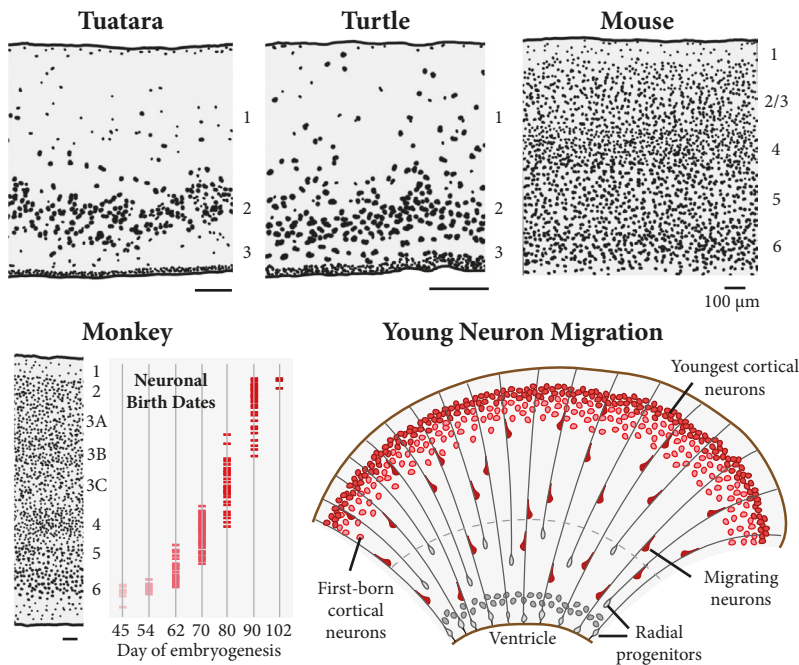 Tuatara
1
2
3
Turtle
1
2
3
Mouse
1
2/3
4
5
6
100 µm
Monkey
1
2
3A
3B
3C
4
5
6
Neuronal
Birth Dates
45 54 62 70 80 90 102
Day of embryogenesis
Young Neuron Migration
Youngest cortical
neurons
First-born
cortical
neurons
Migrating
neurons
Ventricle
Radial
progenitors